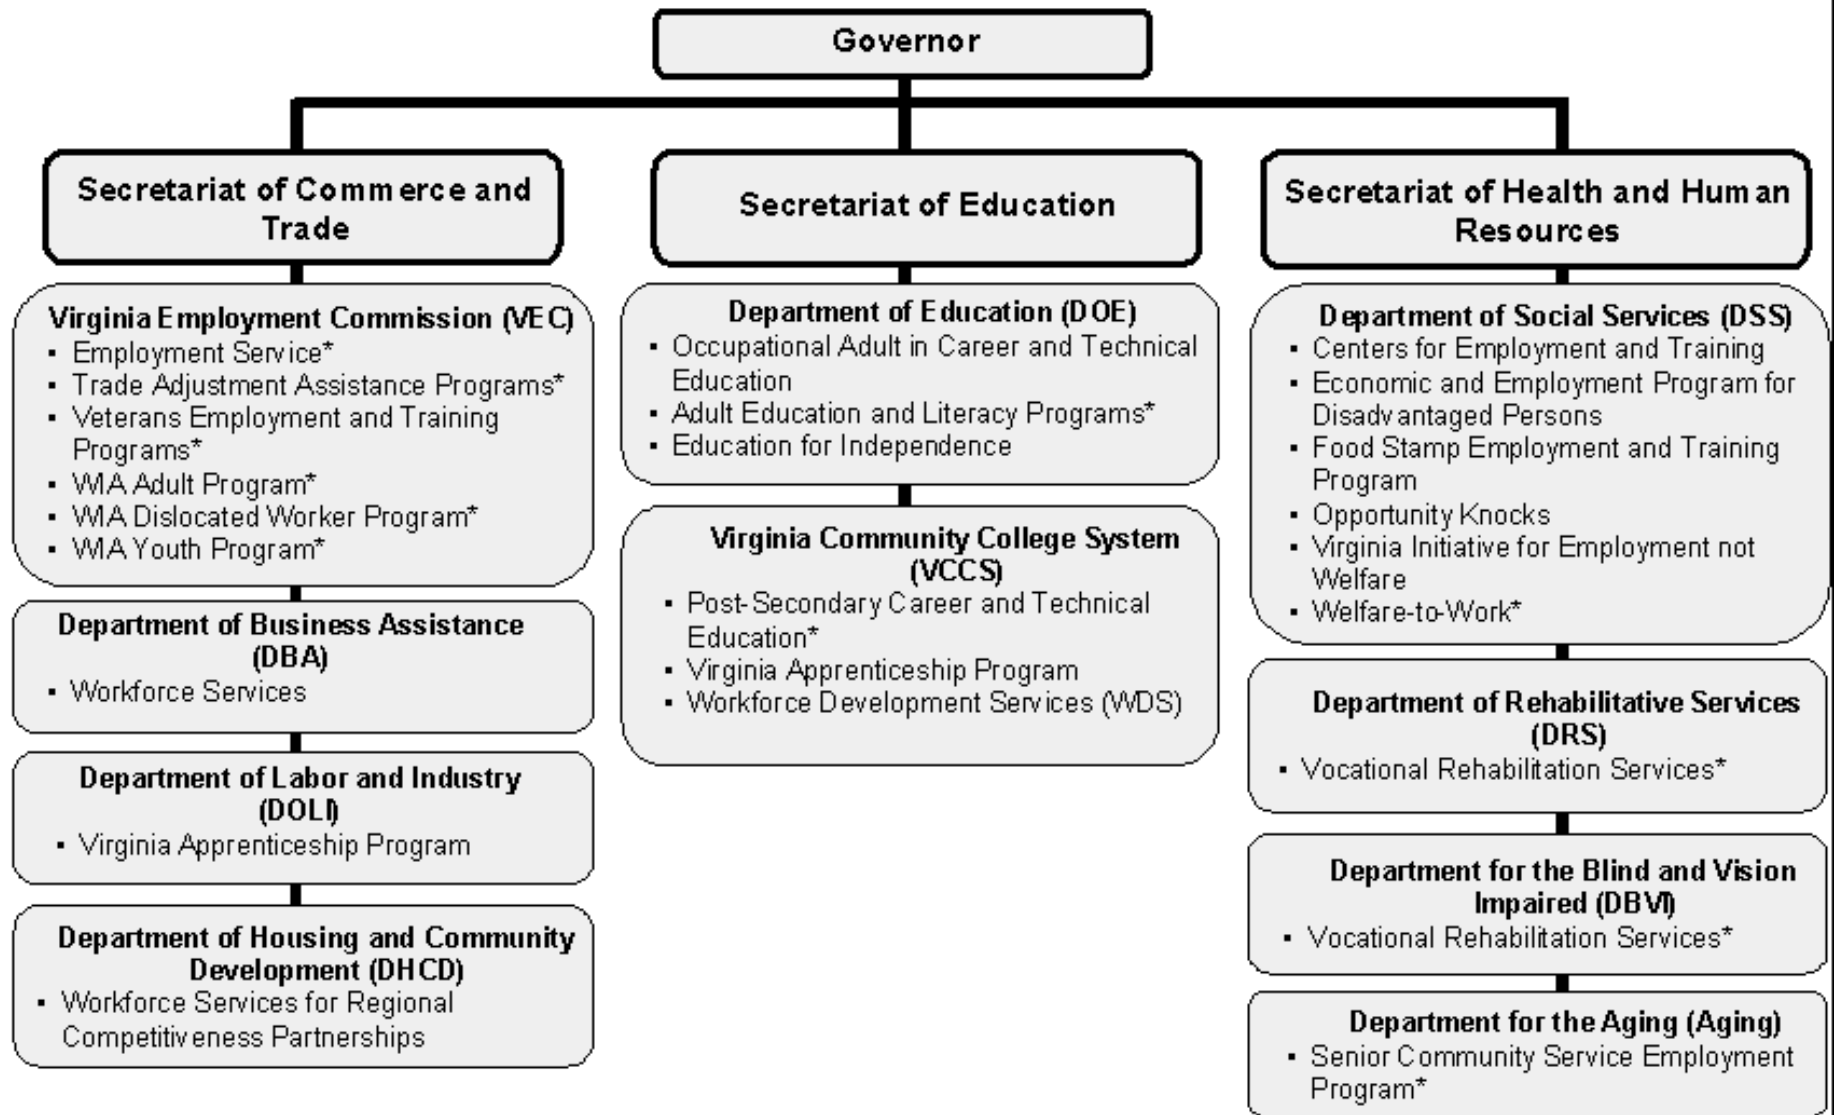 Governor
Secretariat of Commerce and
Trade
Virginia Employment Commission (VEC)
▪ Employment Service*
▪ Trade Adjustment Assistance Programs*
▪ Veterans Employment and Training
Programs*
▪ WIA Adult Program*
▪ WIA Dislocated Worker Program*
▪ WIA Youth Program*
Department of Business Assistance
(DBA)
▪ Workforce Services
Department of Labor and Industry
(DOLI)
▪ Virginia Apprenticeship Program
Department of Housing and Community
Development (DHCD)
▪ Workforce Services for Regional
Competitiveness Partnerships
Secretariat of Education
Department of Education (DOE)
▪ Occupational Adult in Career and Technical
Education
▪ Adult Education and Literacy Programs*
▪ Education for Independence
Virginia Community College System
(VCCS)
▪ Post-Secondary Career and Technical
Education*
▪ Virginia Apprenticeship Program
▪ Workforce Development Services (WDS)
Secretariat of Health and Human
Resources
Department of Social Services (DSS)
▪ Centers for Employment and Training
▪ Economic and Employment Program for
Disadvantaged Persons
▪ Food Stamp Employment and Training
Program
▪ Opportunity Knocks
▪ Virginia Initiative for Employment not
Welfare
▪ Welfare-to-Work*
Department of Rehabilitative Services
(DRS)
▪ Vocational Rehabilitation Services*
Department for the Blind and Vision
Impaired (DBVI)
▪ Vocational Rehabilitation Services*
Department for the Aging (Aging)
▪ Senior Community Service Employment
Program*